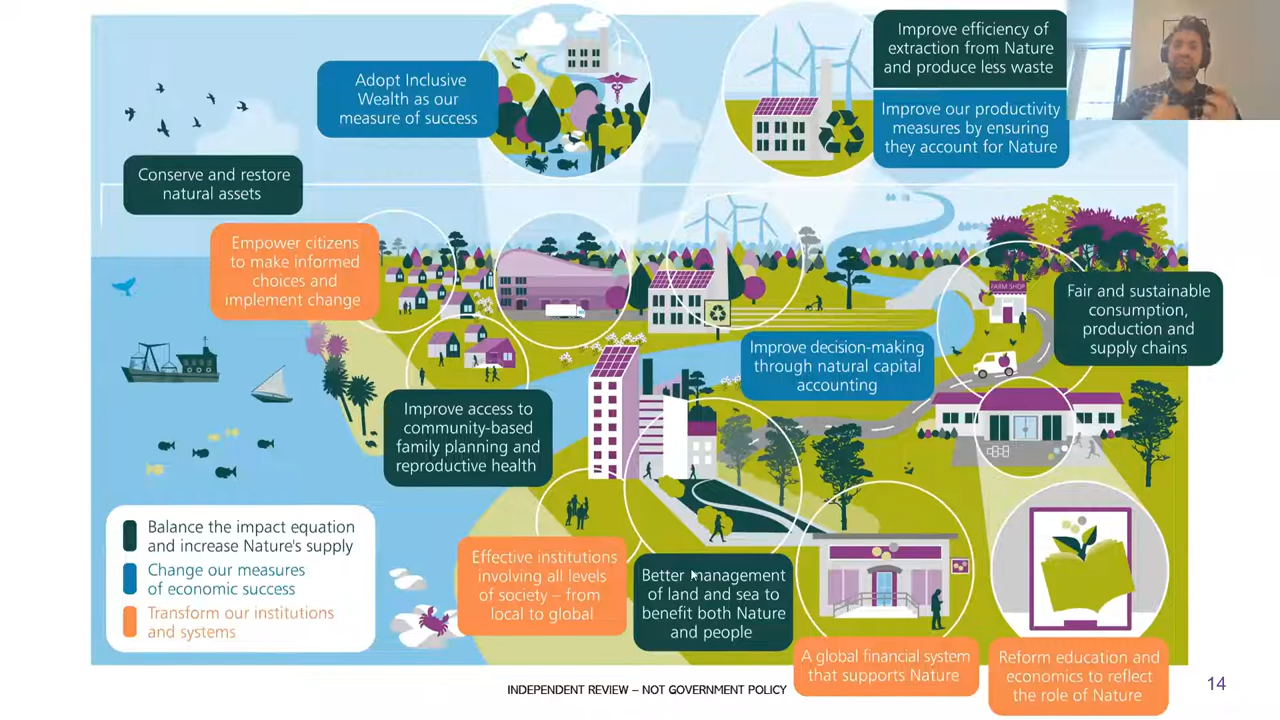 Adopt Inclusive
Wealth as our
measure of success
Improve efficiency of
extraction from Nature
and produce less waste
Improve our productivity
measures by ensuring
they account for Nature
Conserve and restore
natural assets
Empower citizens
to make informed
choices and
implement change
FARM SHOP
Fair and sustainable
consumption,
production and
supply chains
Improve decision-making
through natural capital
accounting
Improve access to
community-based
family planning and
reproductive health
Balance the impact equation
and increase Nature's supply
Change our measures
of economic success
Transform our institutions
and systems
Effective institutions
involving all levels
of society – from
local to global
Better management
of land and sea to
benefit both Nature
and people
A global financial system
that supports Nature
Reform education and
economics to reflect
the role of Nature
INDEPENDENT REVIEW – NOT GOVERNMENT POLICY
14